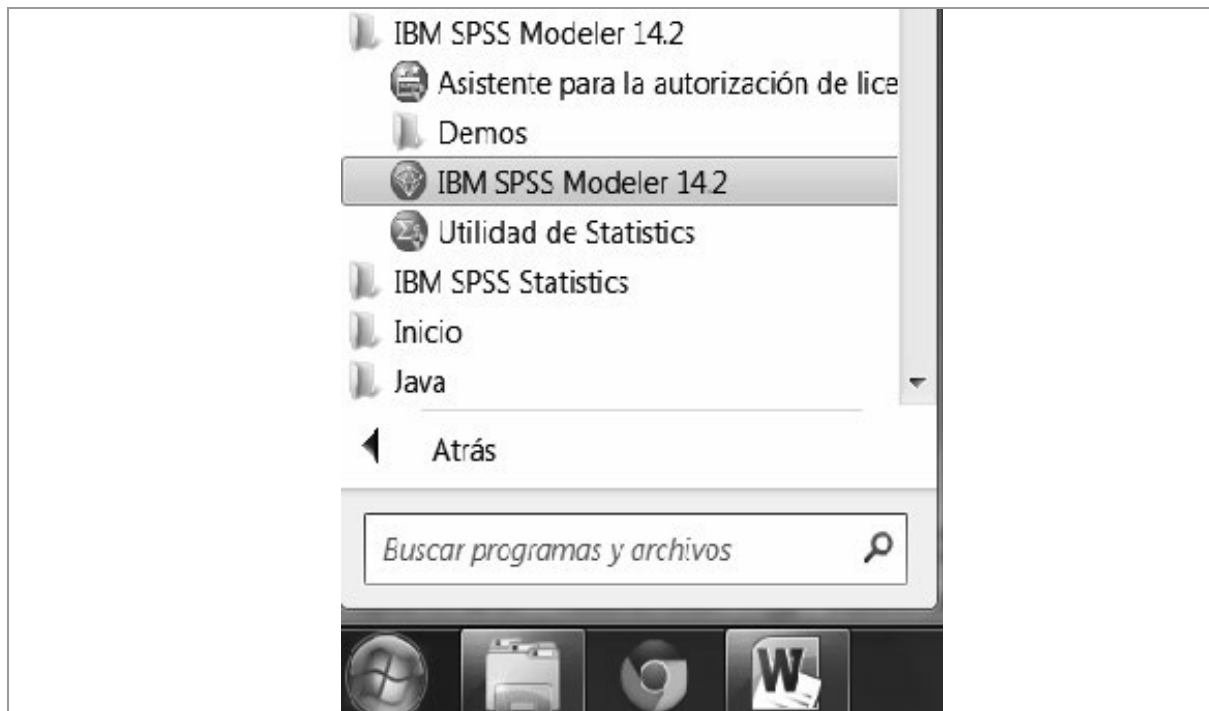 IBM SPSS Modeler 14.2
Asistente para la autorización de lice
Demos
IBM SPSS Modeler 14.2
Utilidad de Statistics
IBM SPSS Statistics
Inicio
Java
Atrás
Buscar programas y archivos
W